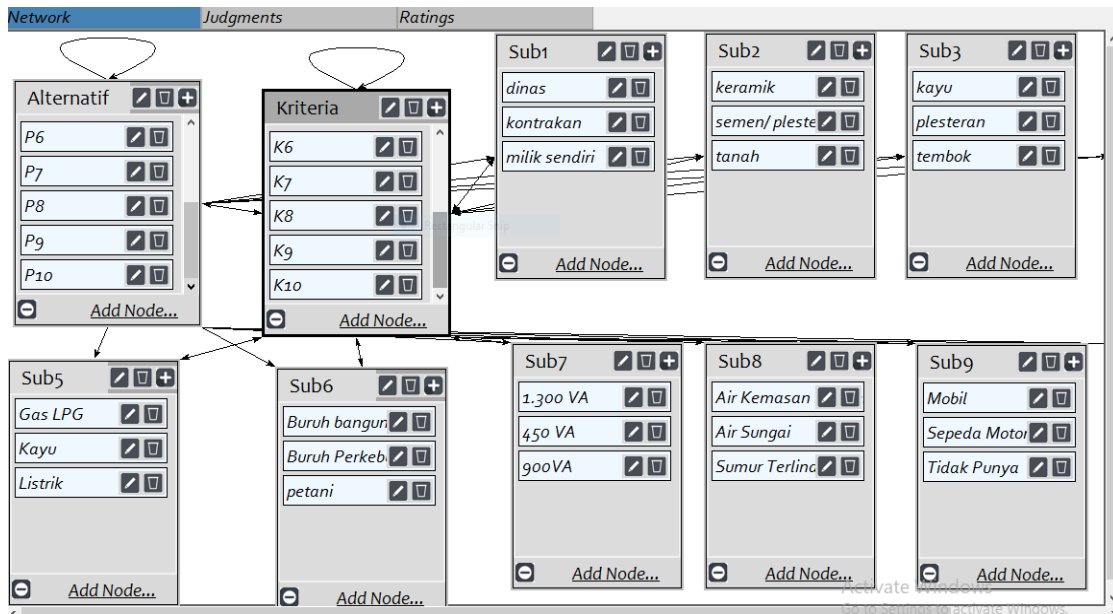 Network
Judgments
Ratings
Alternatif
P6
P7
P8
P9
P10
Add Node...
Kriteria
K6
K7
K8
K9
K10
Add Node...
Sub1
dinas
kontrakan
milik sendiri
Add Node...
Sub2
keramik
semen/ pleste
tanah
Add Node...
Sub3
kayu
plesteran
tembok
Add Node...
Rectangular Snip
Sub5
Gas LPG
Kayu
Listrik
Add Node...
Sub6
Buruh bangun
Buruh Perkeb
petani
Add Node...
Sub7
1.300 VA
450 VA
900VA
Add Node...
Sub8
Air Kemasan
Air Sungai
Sumur Terlind
Add Node...
Sub9
Mobil
Sepeda Motor
Tidak Punya
Add Node...
Activate Windows
Go to Settings to activate Windows.